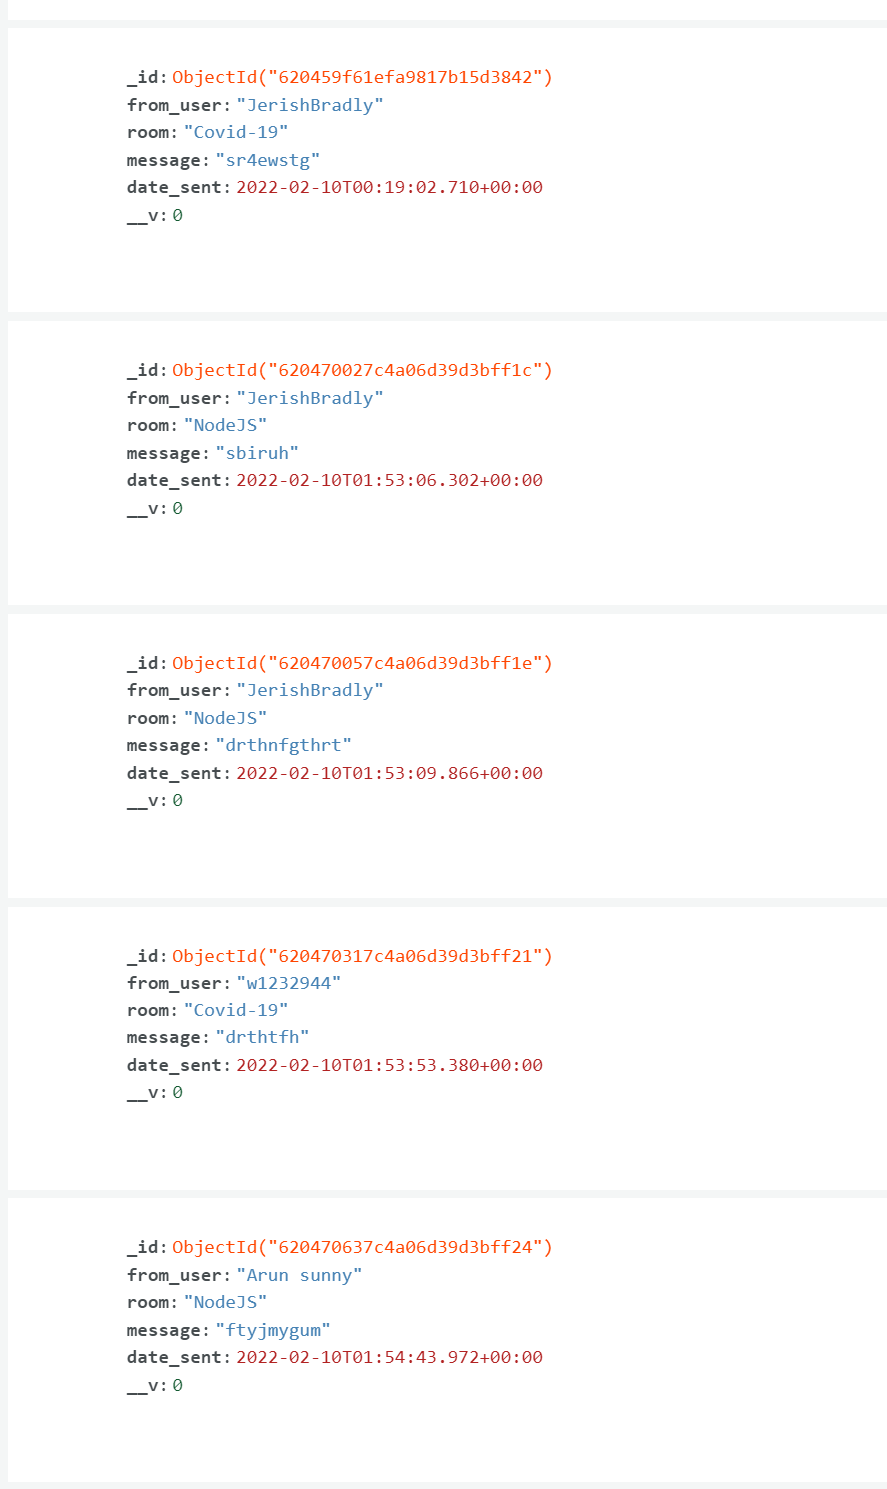 _id: ObjectId("620459f61efa9817b15d3842")
from_user: "JerishBradly"
room: "Covid-19"
message: "sr4ewstg"
date_sent: 2022-02-10T00:19:02.710+00:00
__v: 0
_id: ObjectId("620470027c4a06d39d3bff1c")
from_user: "JerishBradly"
room: "NodeJS"
message: "sbiruh"
date_sent: 2022-02-10T01:53:06.302+00:00
__v: 0
_id: ObjectId("620470057c4a06d39d3bff1e")
from_user: "JerishBradly"
room: "NodeJS"
message: "drthnfgthrt"
date_sent: 2022-02-10T01:53:09.866+00:00
__v: 0
_id: ObjectId("620470317c4a06d39d3bff21")
from_user: "w1232944"
room: "Covid-19"
message: "drthtfh"
date_sent: 2022-02-10T01:53:53.380+00:00
__v: 0
_id: ObjectId("620470637c4a06d39d3bff24")
from_user: "Arun sunny"
room: "NodeJS"
message: "ftyjmygum"
date_sent: 2022-02-10T01:54:43.972+00:00
__v: 0